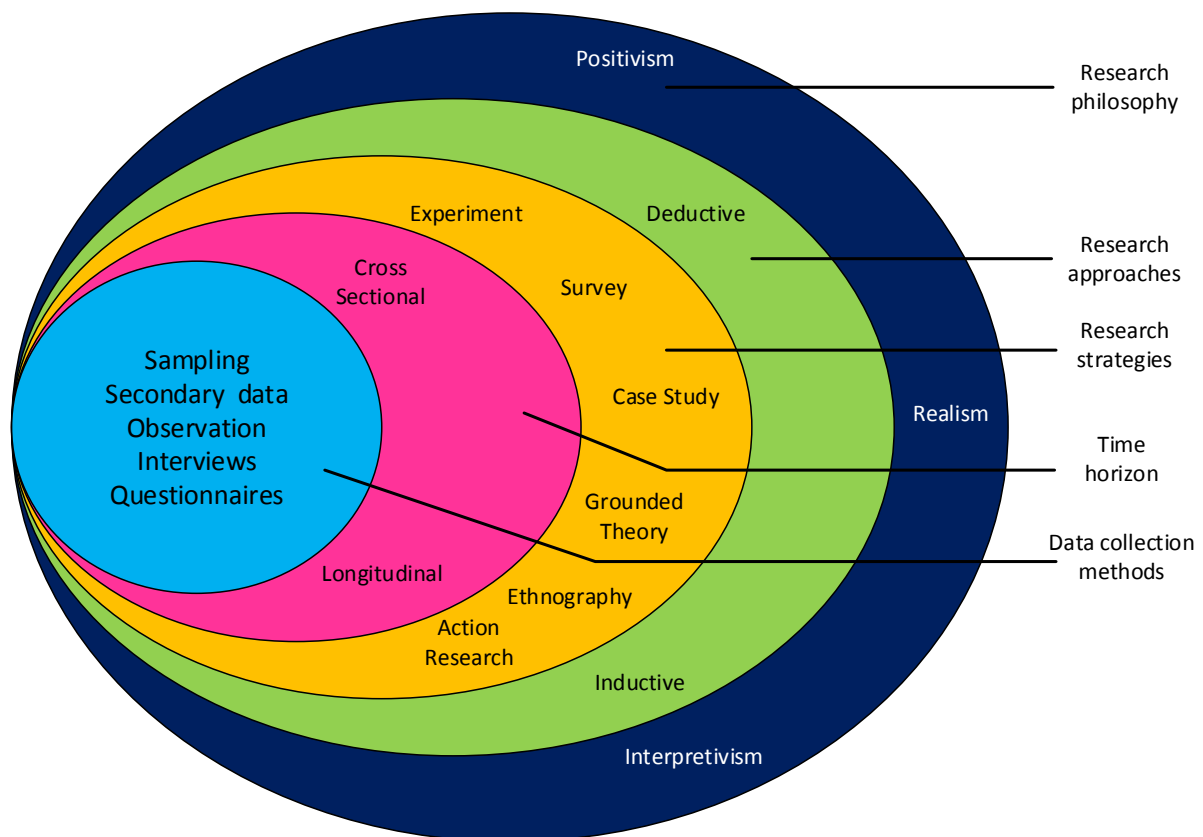 Positivism
Research
philosophy
Experiment
Deductive
Research
approaches
Cross
Sectional
Survey
Research
strategies
Sampling
Secondary data
Observation
Interviews
Questionnaires
Case Study
Realism
Time
horizon
Grounded
Theory
Data collection
methods
Longitudinal
Ethnography
Action
Research
Inductive
Interpretivism